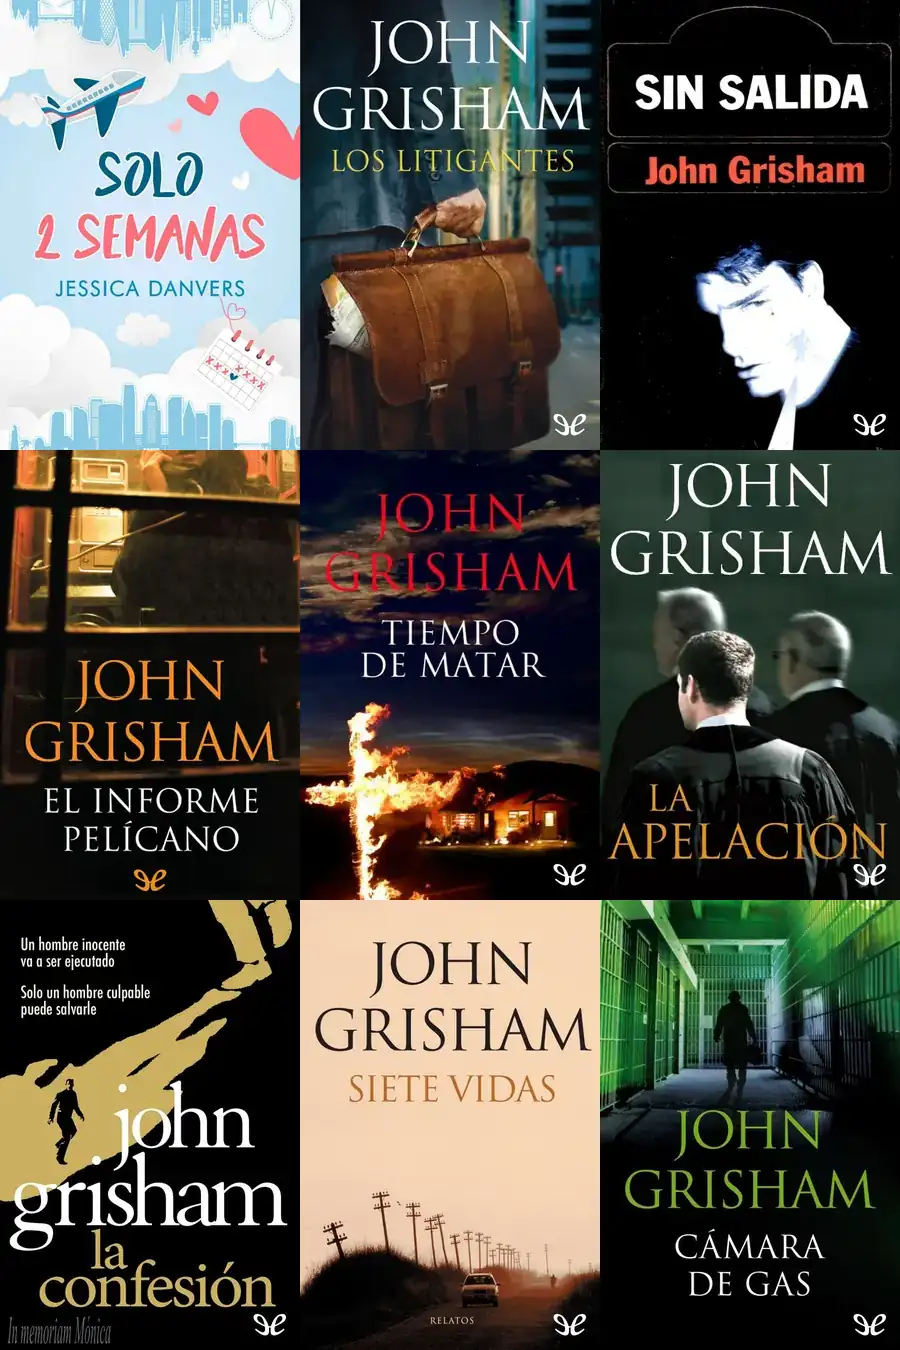 SOLO
2 SEMANAS
JESSICA DANVERS
JOHN
GRISHAM
LOS LITIGANTES
SIN SALIDA
John Grisham
JOHN
GRISHAM
EL INFORME
PELÍCANO
JOHN
GRISHAM
TIEMPO
DE MATAR
JOHN
GRISHAM
LA
APELACIÓN
Un hombre inocente
va a ser ejecutado
Solo un hombre culpable
puede salvarle
john
grisham
la
confesión
In memoriam Mónica
JOHN
GRISHAM
SIETE VIDAS
RELATOS
JOHN
GRISHAM
CÁMARA
DE GAS